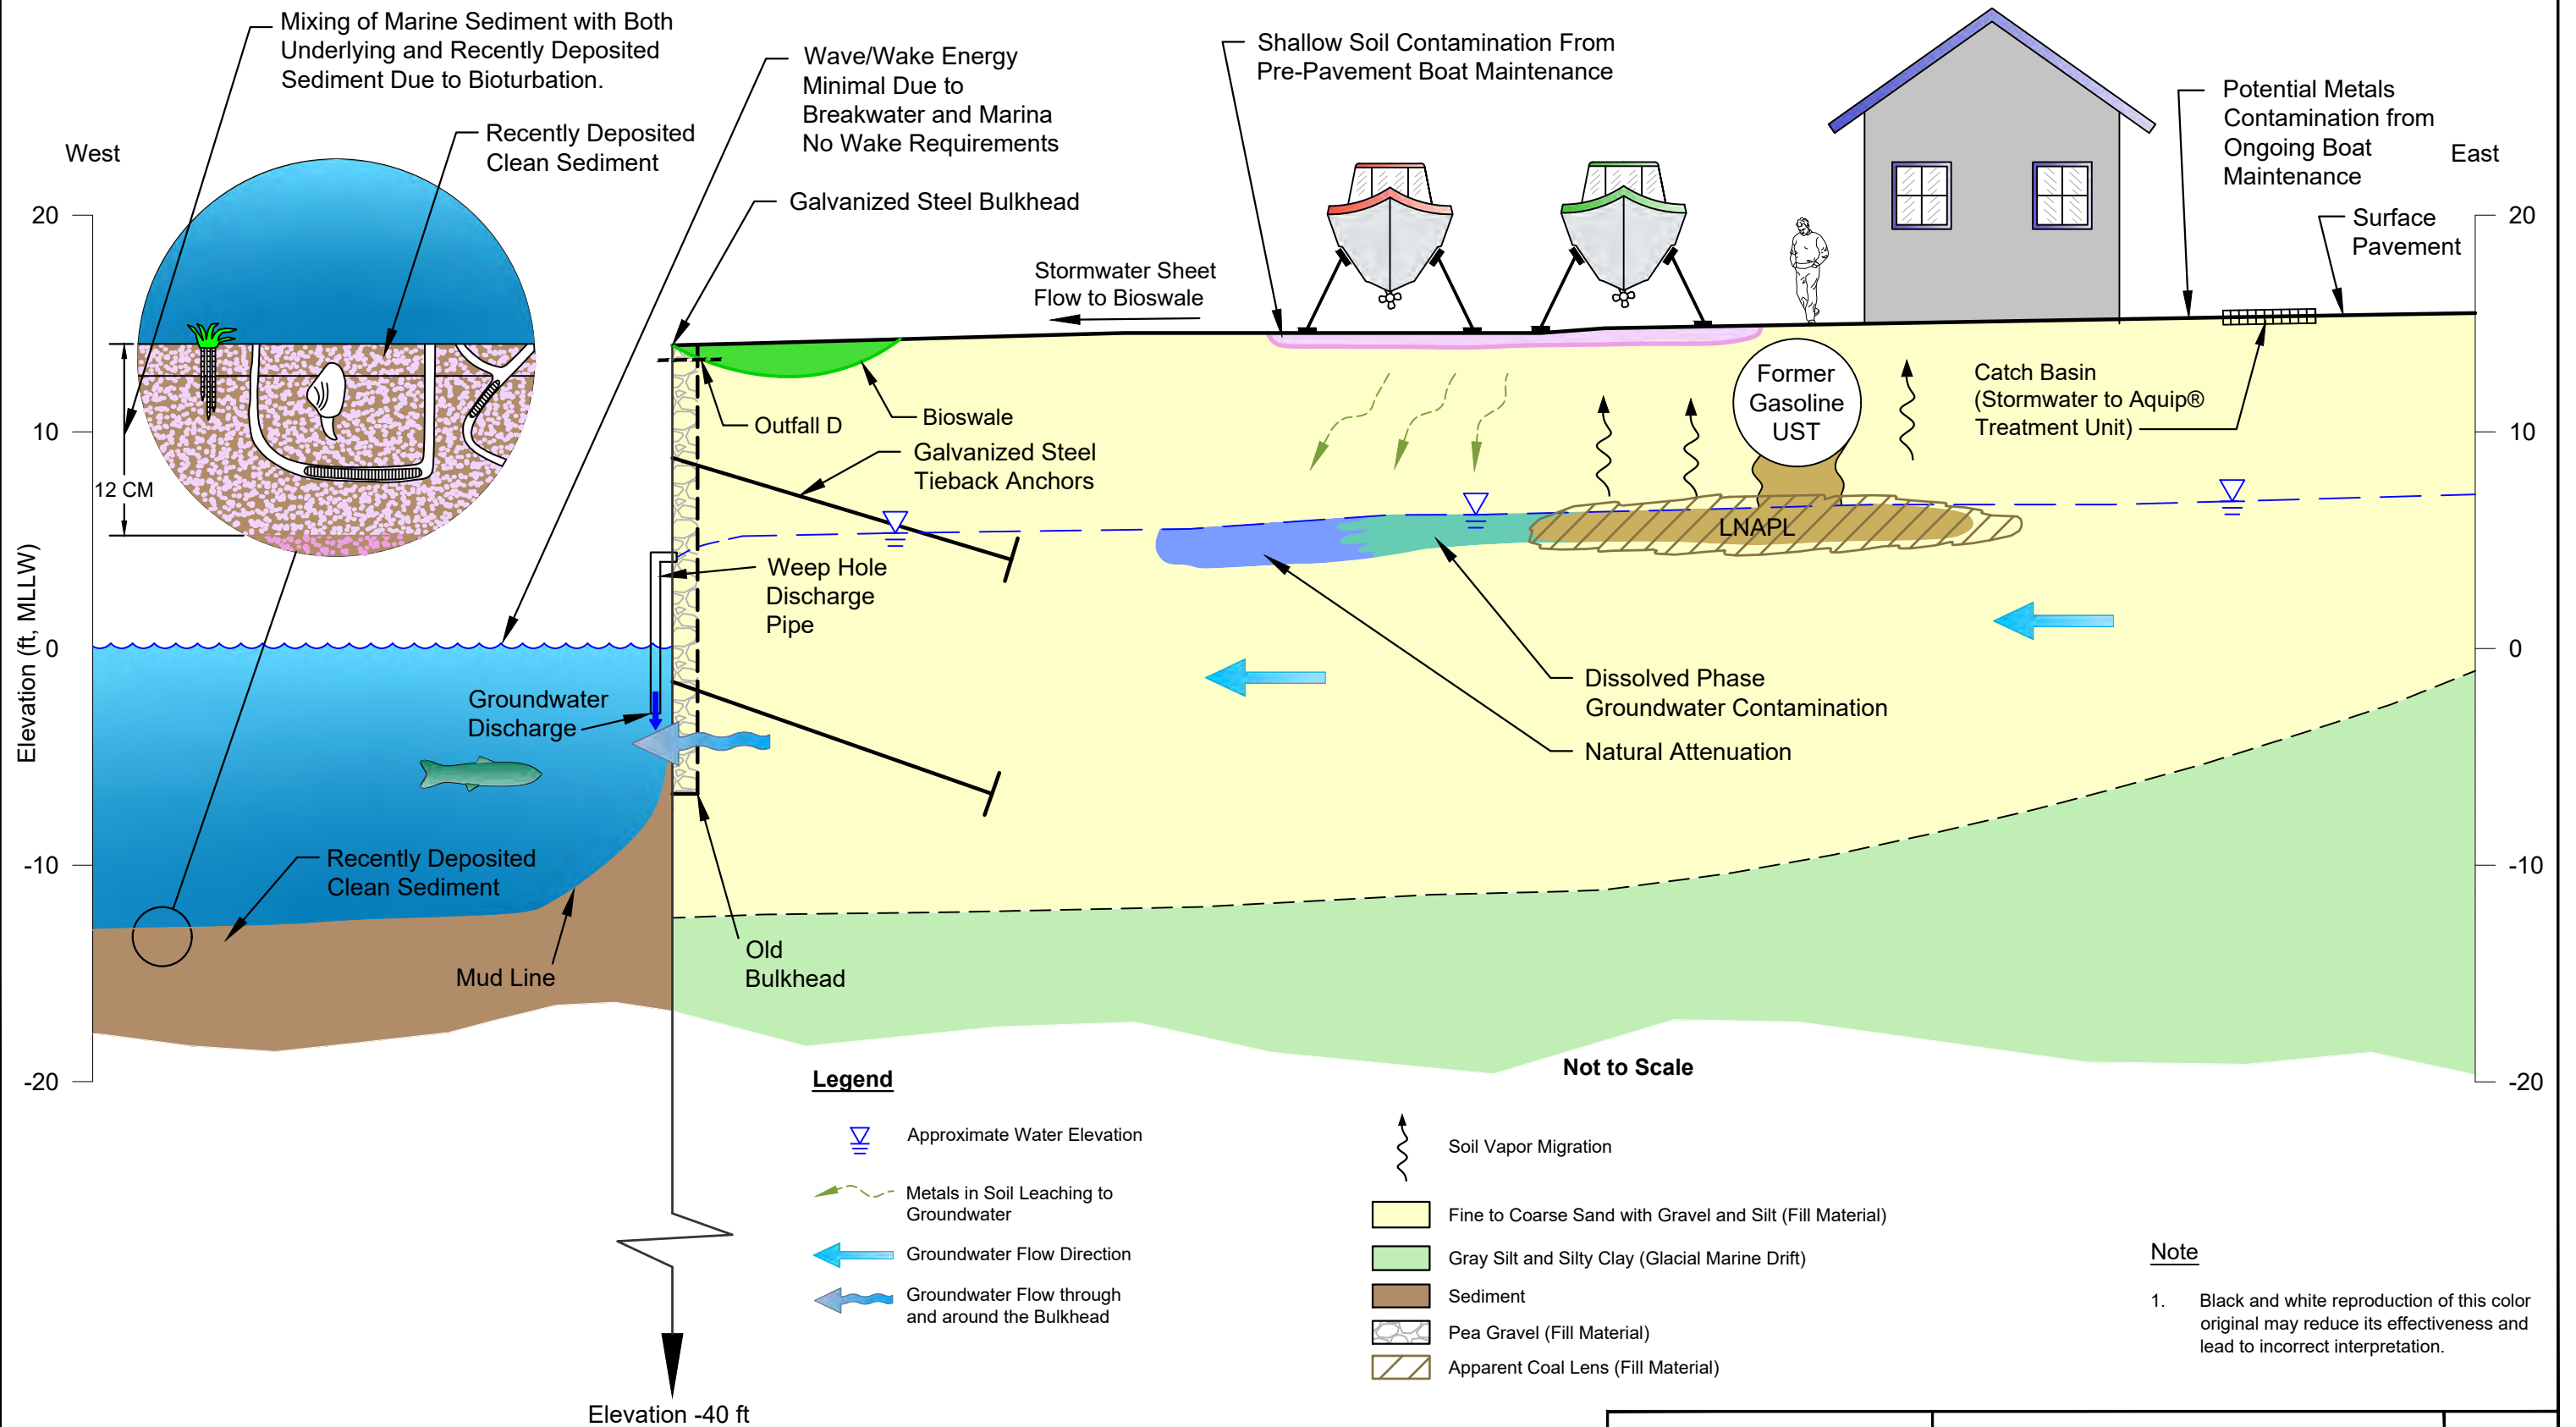 Mixing of Marine Sediment with Both
Underlying and Recently Deposited
Sediment Due to Bioturbation.
Recently Deposited
Clean Sediment
Wave/Wake Energy
Minimal Due to
Breakwater and Marina
No Wake Requirements
Galvanized Steel Bulkhead
Shallow Soil Contamination From
Pre-Pavement Boat Maintenance
Potential Metals
Contamination from
Ongoing Boat
Maintenance
West
East
Surface
Pavement
Stormwater Sheet
Flow to Bioswale
20
10
0
-10
-20
Elevation (ft, MLLW)
20
10
0
-10
-20
12 CM
Outfall D
Bioswale
Galvanized Steel
Tieback Anchors
Former
Gasoline
UST
Catch Basin
(Stormwater to Aquip®
Treatment Unit)
LNAPL
Weep Hole
Discharge
Pipe
Groundwater
Discharge
Dissolved Phase
Groundwater Contamination
Natural Attenuation
Recently Deposited
Clean Sediment
Mud Line
Old
Bulkhead
Not to Scale
Legend
Approximate Water Elevation
Metals in Soil Leaching to
Groundwater
Groundwater Flow Direction
Groundwater Flow through
and around the Bulkhead
Soil Vapor Migration
Fine to Coarse Sand with Gravel and Silt (Fill Material)
Gray Silt and Silty Clay (Glacial Marine Drift)
Sediment
Pea Gravel (Fill Material)
Apparent Coal Lens (Fill Material)
Note
1. Black and white reproduction of this color
original may reduce its effectiveness and
lead to incorrect interpretation.
Elevation -40 ft